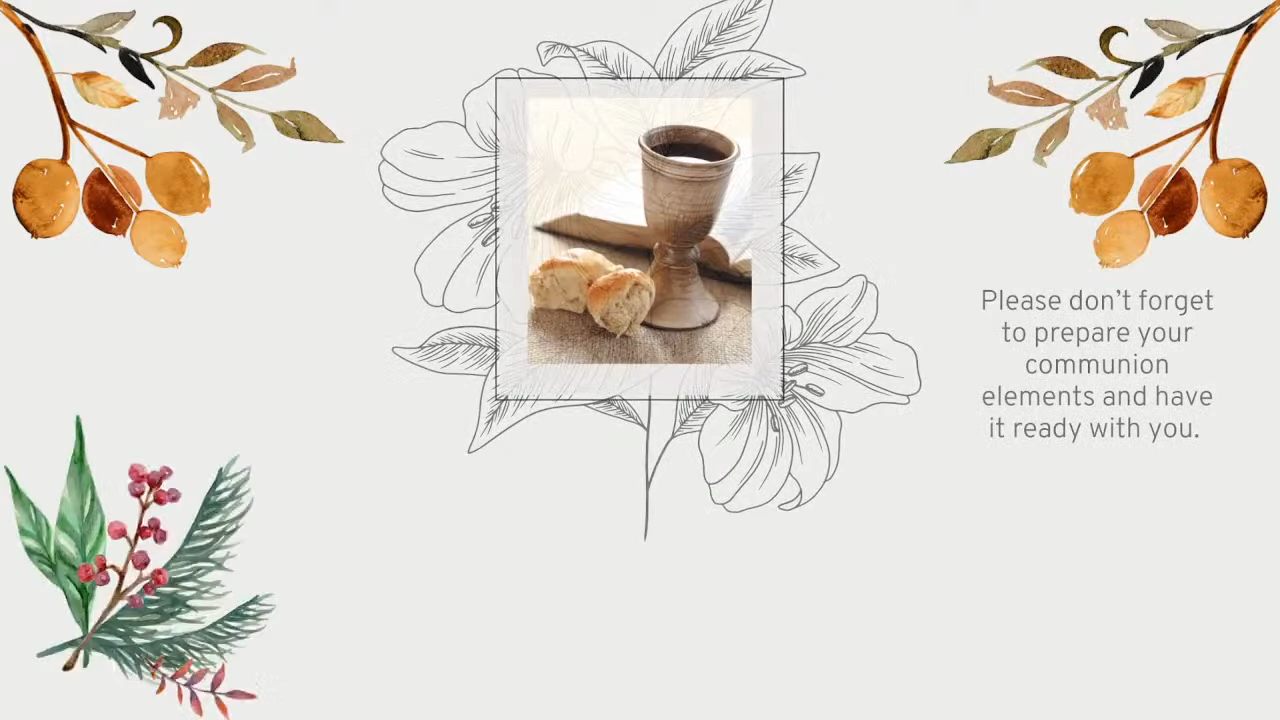 Please don't forget
to prepare your
communion
elements and have
it ready with you.